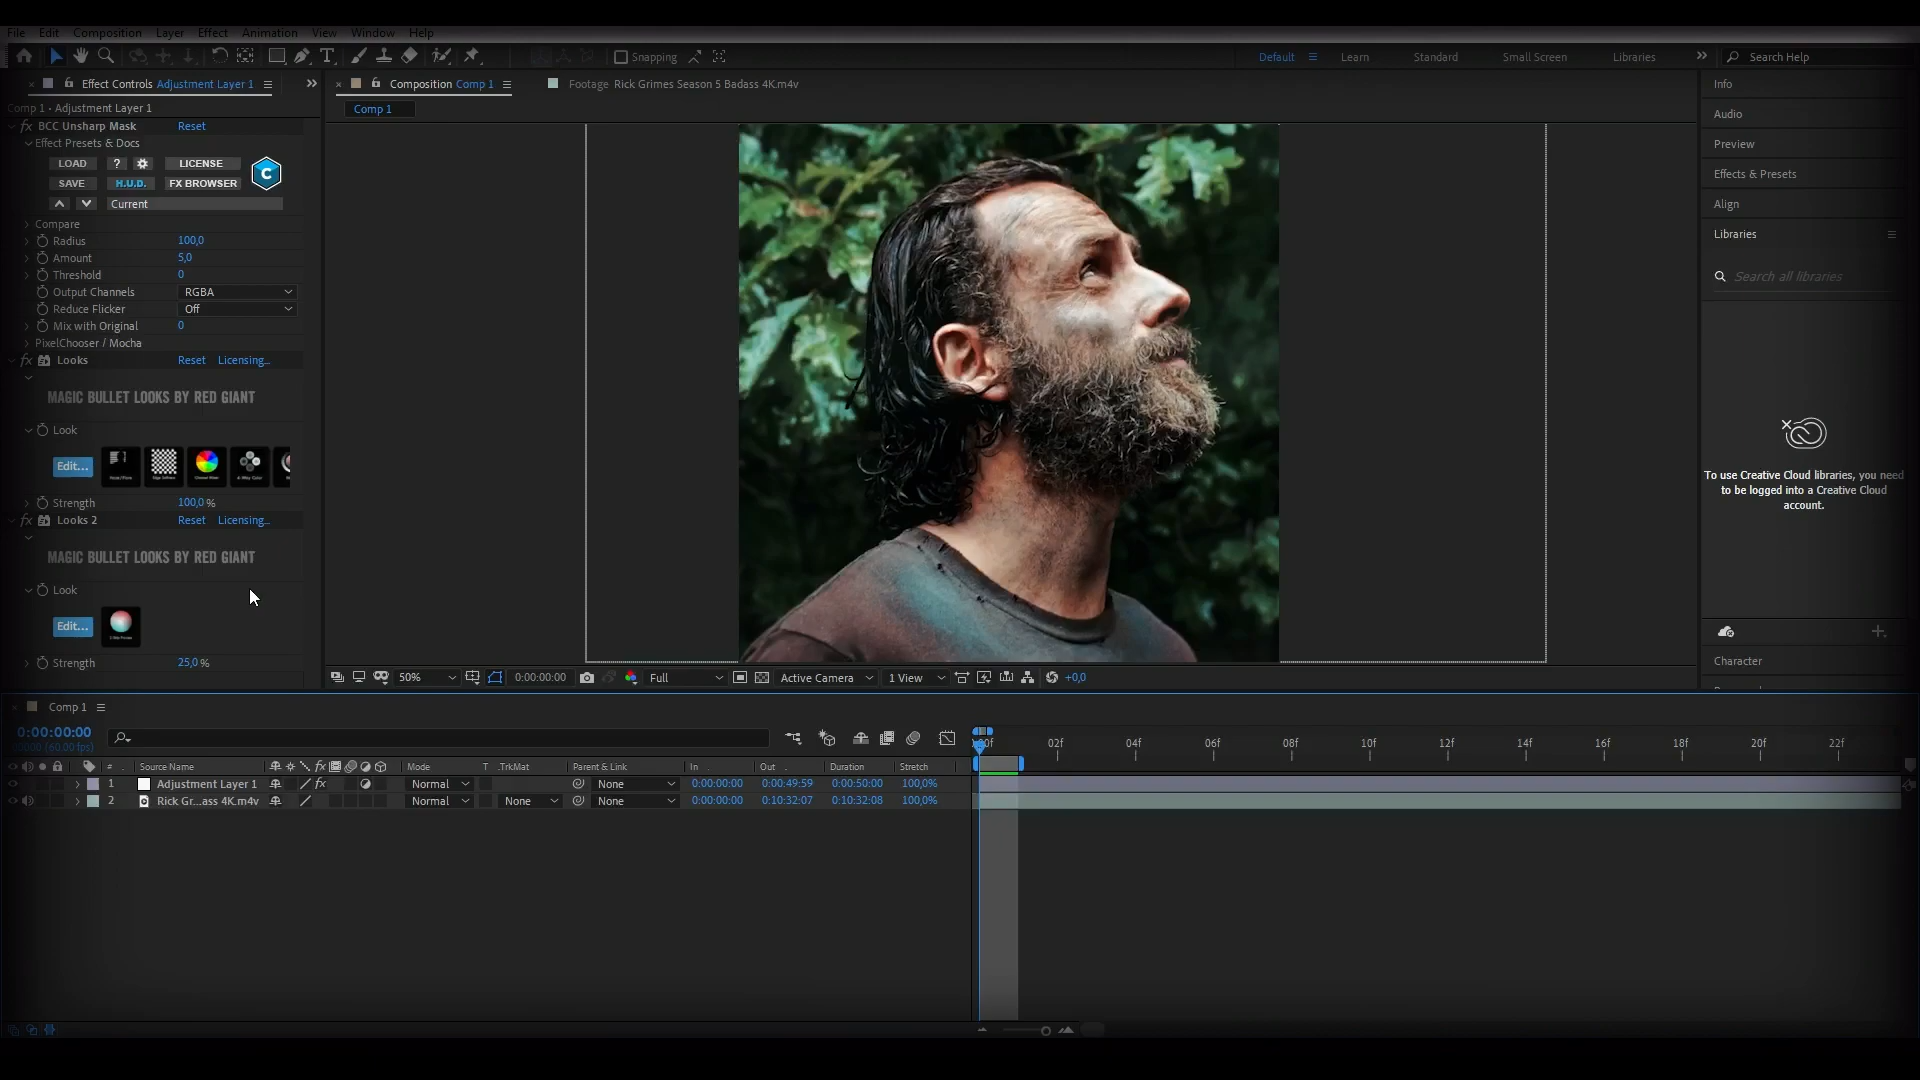 File Edit Composition Layer Effect Animation View Window Help
Snapping
Default Learn Standard Small Screen Libraries Search Help
Effect Controls Adjustment Layer 1
Comp 1 • Adjustment Layer 1
BCC Unsharp Mask Reset
Effect Presets & Docs
LOAD ? LICENSE
SAVE H.U.D. FX BROWSER
Current
Compare
Radius 100,0
Amount 5,0
Threshold 0
Output Channels RGBA
Reduce Flicker Off
Mix with Original 0
PixelChooser / Mocha
Looks Reset Licensing...
MAGIC BULLET LOOKS BY RED GIANT
Look
Edit...
Strength 100,0 %
Looks 2 Reset Licensing...
MAGIC BULLET LOOKS BY RED GIANT
Look
Edit...
Strength 25,0 %
Composition Comp 1
Footage Rick Grimes Season 5 Badass 4K.m4v
Comp 1
50% 0:00:00:00 Full Active Camera 1 View +0,0
Info
Audio
Preview
Effects & Presets
Align
Libraries
Search all libraries
To use Creative Cloud libraries, you need
to be logged into a Creative Cloud
account.
Character
Comp 1
0:00:00:00
00000 (60.00 fps)
02f 04f 06f 08f 10f 12f 14f 16f 18f 20f 22f
# Source Name Mode T .TrkMat Parent & Link In Out Duration Stretch
1 Adjustment Layer 1 Normal None 0:00:00:00 0:00:49:59 0:00:50:00 100,0%
2 Rick Gr...ass 4K.m4v Normal None None 0:00:00:00 0:10:32:07 0:10:32:08 100,0%